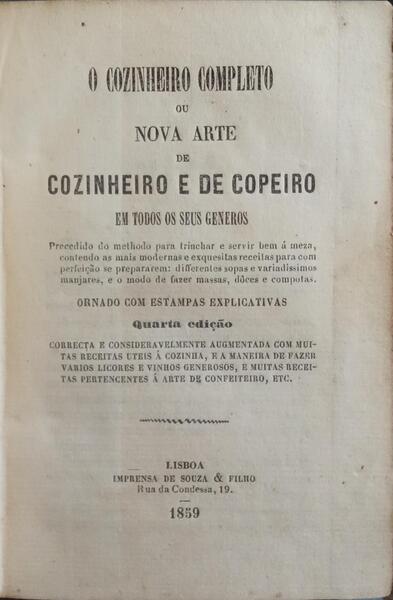 O COZINHEIRO COMPLETO
OU
NOVA ARTE
DE
COZINHEIRO E DE COPEIRO
EM TODOS OS SEUS GENEROS
Precedido do methodo para trinchar e servir bem á meza,
contendo as mais modernas e exquesitas receitas para com
perfeição se prepararem: differentes sopas e variadissimos
manjares, e o modo de fazer massas, dôces e compotas.
ORNADO COM ESTAMPAS EXPLICATIVAS
Quarta edição
CORRECTA E CONSIDERAVELMENTE AUGMENTADA COM MUI-
TAS RECEITAS UTEIS Á COZINHA, E A MANEIRA DE FAZER
VARIOS LICORES E VINHOS GENEROSOS, E MUITAS RECEI-
TAS PERTENCENTES Á ARTE DE CONFEITEIRO, ETC.
LISBOA
IMPRENSA DE SOUZA & FILHO
Rua da Condessa, 19.
1859